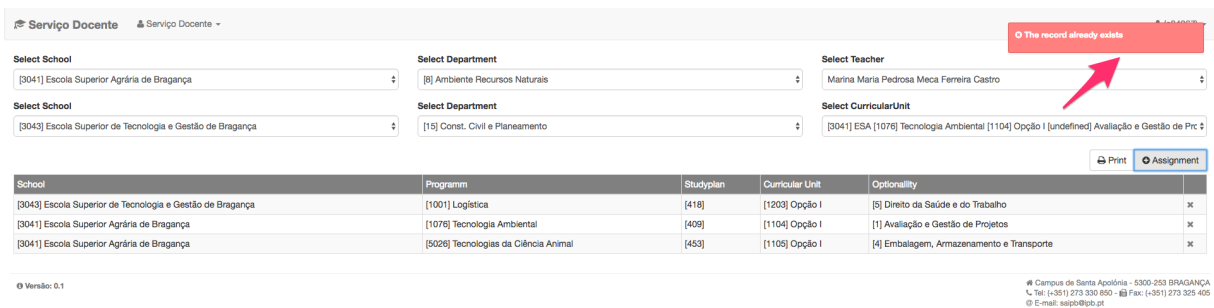 Serviço Docente Serviço Docente
The record already exists
Select School Select Department Select Teacher
[3041] Escola Superior Agrária de Bragança [8] Ambiente Recursos Naturais Marina Maria Pedrosa Meca Ferreira Castro
Select School Select Department Select CurricularUnit
[3043] Escola Superior de Tecnologia e Gestão de Bragança [15] Const. Civil e Planeamento [3041] ESA [1076] Tecnologia Ambiental [1104] Opção I [undefined] Avaliação e Gestão de Prc
Print Assignment
School Programm Studyplan Curricular Unit Optionallity
[3043] Escola Superior de Tecnologia e Gestão de Bragança [1001] Logística [418] [1203] Opção I [5] Direito da Saúde e do Trabalho
[3041] Escola Superior Agrária de Bragança [1076] Tecnologia Ambiental [409] [1104] Opção I [1] Avaliação e Gestão de Projetos
[3041] Escola Superior Agrária de Bragança [5026] Tecnologias da Ciência Animal [453] [1105] Opção I [4] Embalagem, Armazenamento e Transporte
Versão: 0.1 Campus de Santa Apolónia - 5300-253 BRAGANÇA
Tel: (+351) 273 330 650 - Fax: (+351) 273 325 405
E-mail: saipb@ipb.pt